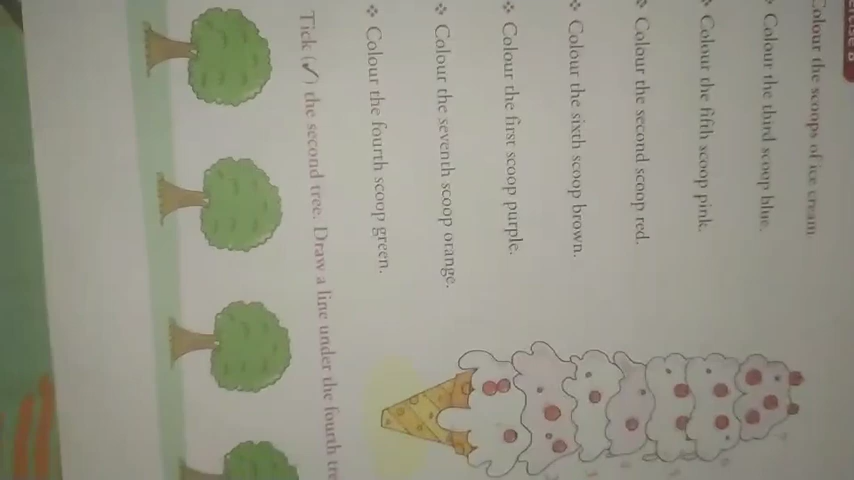 Colour the scoops of ice cream
❖ Colour the third scoop blue.
❖ Colour the fifth scoop pink.
❖ Colour the second scoop red.
❖ Colour the sixth scoop brown.
❖ Colour the first scoop purple.
❖ Colour the seventh scoop orange.
❖ Colour the fourth scoop green.
Tick (✓) the second tree. Draw a line under the fourth